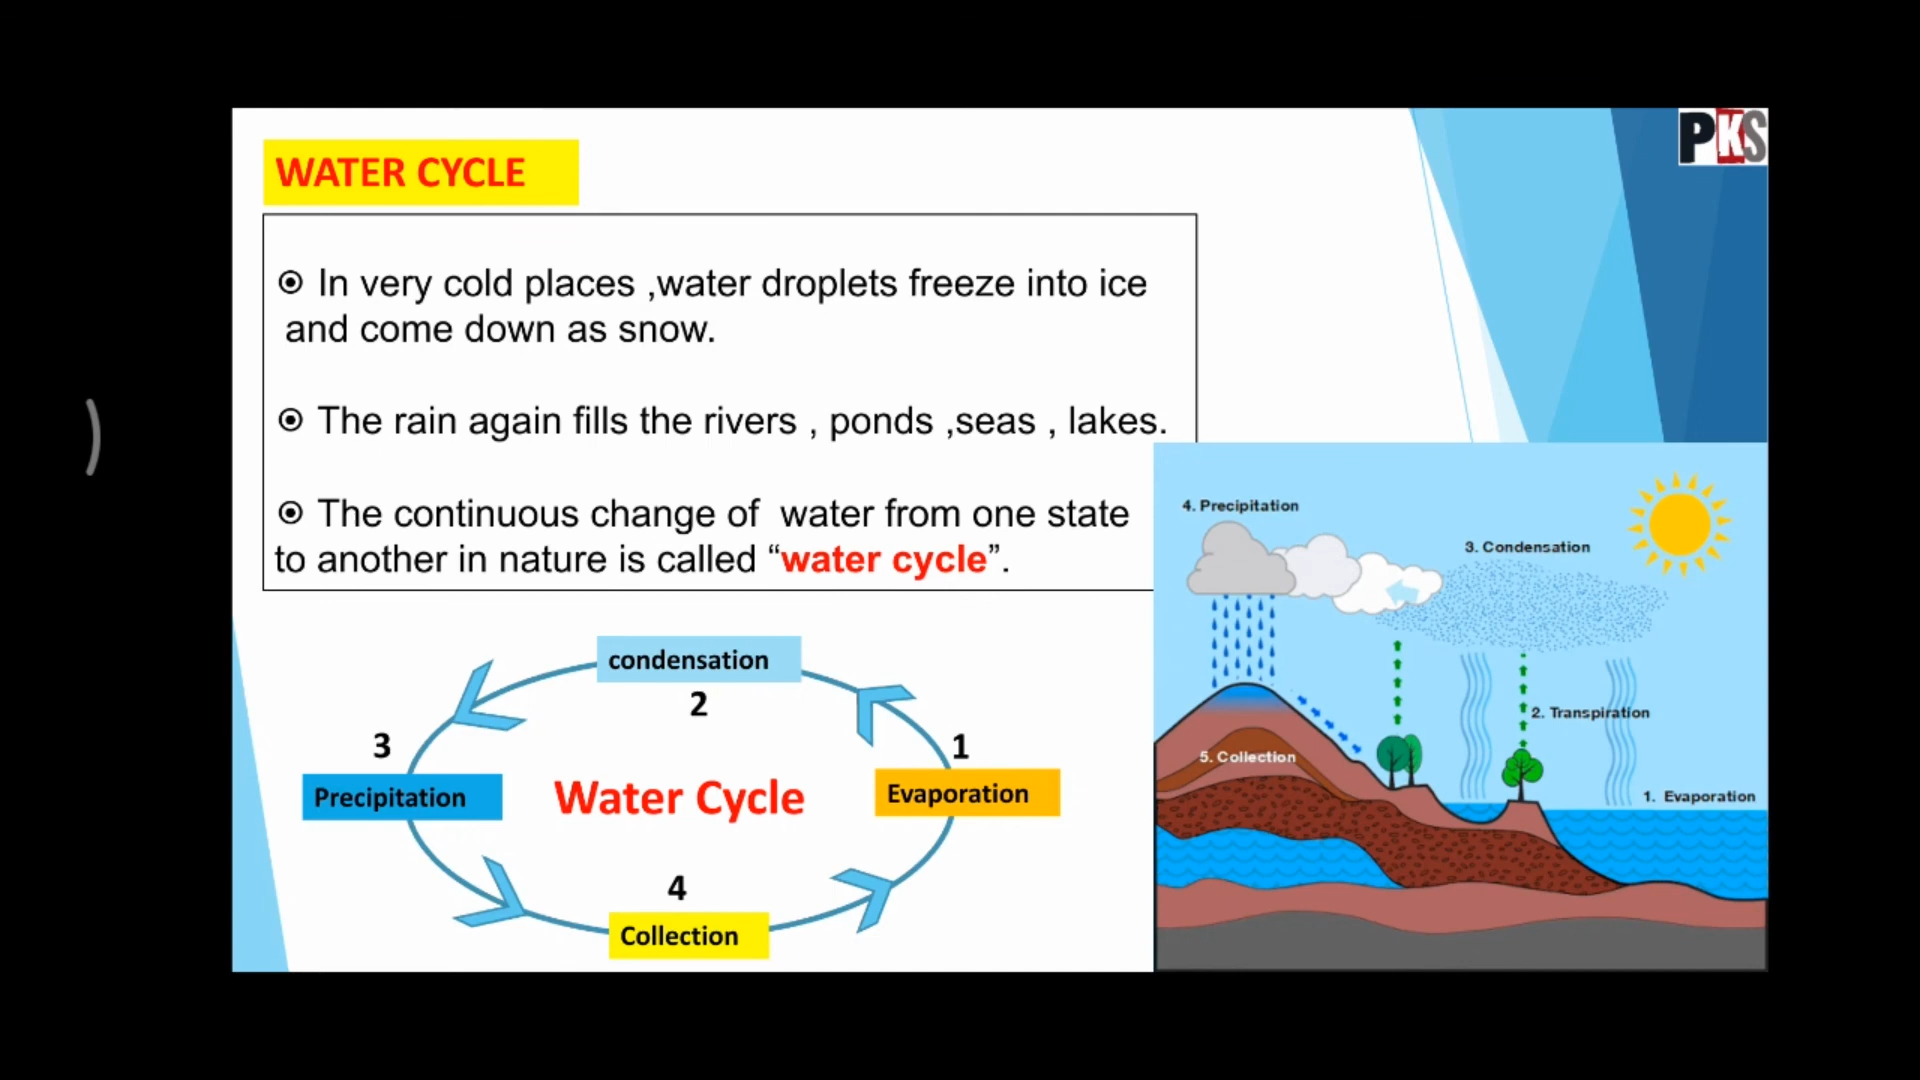 PKS
WATER CYCLE
In very cold places ,water droplets freeze into ice
and come down as snow.
The rain again fills the rivers , ponds ,seas , lakes.
The continuous change of water from one state
to another in nature is called “water cycle”.
condensation
2
3
1
Precipitation
Water Cycle
Evaporation
4
Collection
4. Precipitation
3. Condensation
2. Transpiration
5. Collection
1. Evaporation